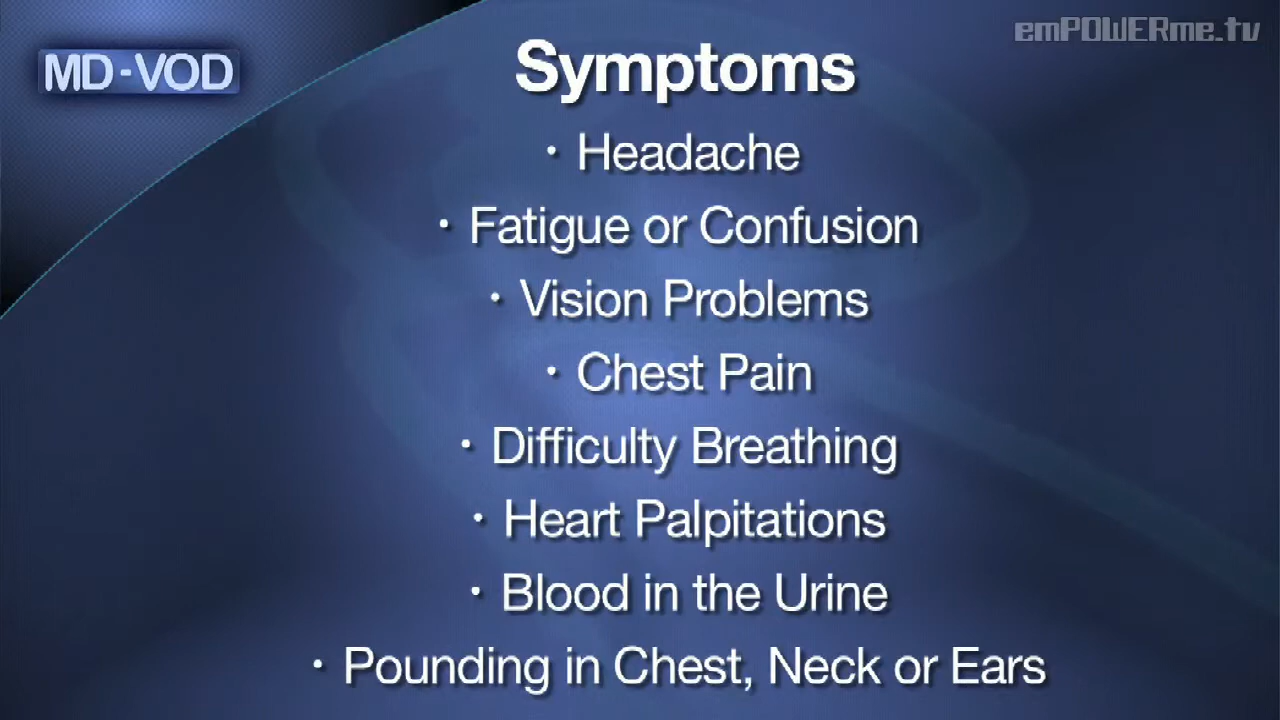 emPOWERme.tv
MD-VOD
Symptoms
· Headache
· Fatigue or Confusion
· Vision Problems
· Chest Pain
· Difficulty Breathing
· Heart Palpitations
· Blood in the Urine
· Pounding in Chest, Neck or Ears